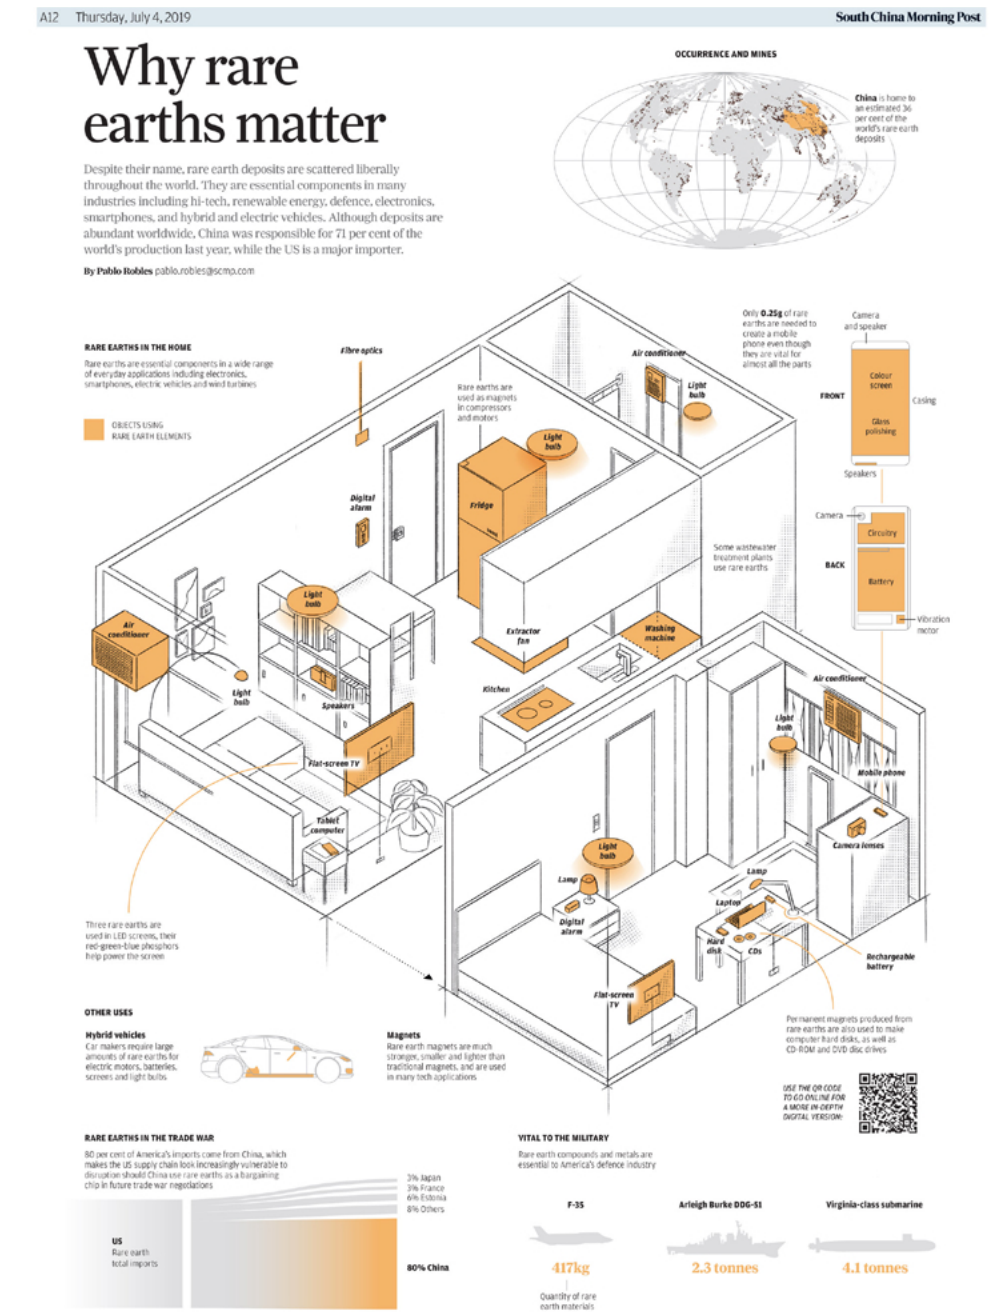 A12 Thursday, July 4, 2019
South China Morning Post
Why rare
earths matter
Despite their name, rare earth deposits are scattered liberally
throughout the world. They are essential components in many
industries including hi-tech, renewable energy, defence, electronics,
smartphones, and hybrid and electric vehicles. Although deposits are
abundant worldwide, China was responsible for 71 per cent of the
world's production last year, while the US is a major importer.
By Pablo Robles pablo.robles@scmp.com
OCCURRENCE AND MINES
China is home to
an estimated 36
per cent of the
world's rare earth
deposits
RARE EARTHS IN THE HOME
Rare earths are essential components in a wide range
of everyday applications including electronics,
smartphones, electric vehicles and wind turbines
OBJECTS USING
RARE EARTH ELEMENTS
Fibre optics
Rare earths are
used as magnets
in compressors
and motors
Air conditioner
Light
bulb
Only 0.25g of rare
earths are needed to
create a mobile
phone even though
they are vital for
almost all the parts
Camera
and speaker
FRONT
Colour
screen
Casing
Glass
polishing
Speakers
Camera
Circuitry
BACK
Battery
Vibration
motor
Light
bulb
Fridge
Digital
alarm
Some wastewater
treatment plants
use rare earths
Light
bulb
Air
conditioner
Extractor
fan
Washing
machine
Light
bulb
Speakers
Kitchen
Flat-screen TV
Tablet
computer
Air conditioner
Light
bulb
Mobile phone
Camera lenses
Light
bulb
Lamp
Digital
alarm
Lamp
Laptop
Hard
disk
CDs
Rechargeable
battery
Flat-screen
TV
Three rare earths are
used in LED screens, their
red-green-blue phosphors
help power the screen
Permanent magnets produced from
rare earths are also used to make
computer hard disks, as well as
CD-ROM and DVD disc drives
OTHER USES
Hybrid vehicles
Car makers require large
amounts of rare earths for
electric motors, batteries,
screens and light bulbs
Magnets
Rare earth magnets are much
stronger, smaller and lighter than
traditional magnets, and are used
in many tech applications
USE THE QR CODE
TO GO ONLINE FOR
A MORE IN-DEPTH
DIGITAL VERSION:
RARE EARTHS IN THE TRADE WAR
80 per cent of America's imports come from China, which
makes the US supply chain look increasingly vulnerable to
disruption should China use rare earths as a bargaining
chip in future trade war negotiations
3% Japan
3% France
6% Estonia
8% Others
US
Rare earth
total imports
80% China
VITAL TO THE MILITARY
Rare earth compounds and metals are
essential to America's defence industry
F-35
Arleigh Burke DDG-51
Virginia-class submarine
417kg
2.3 tonnes
4.1 tonnes
Quantity of rare
earth materials